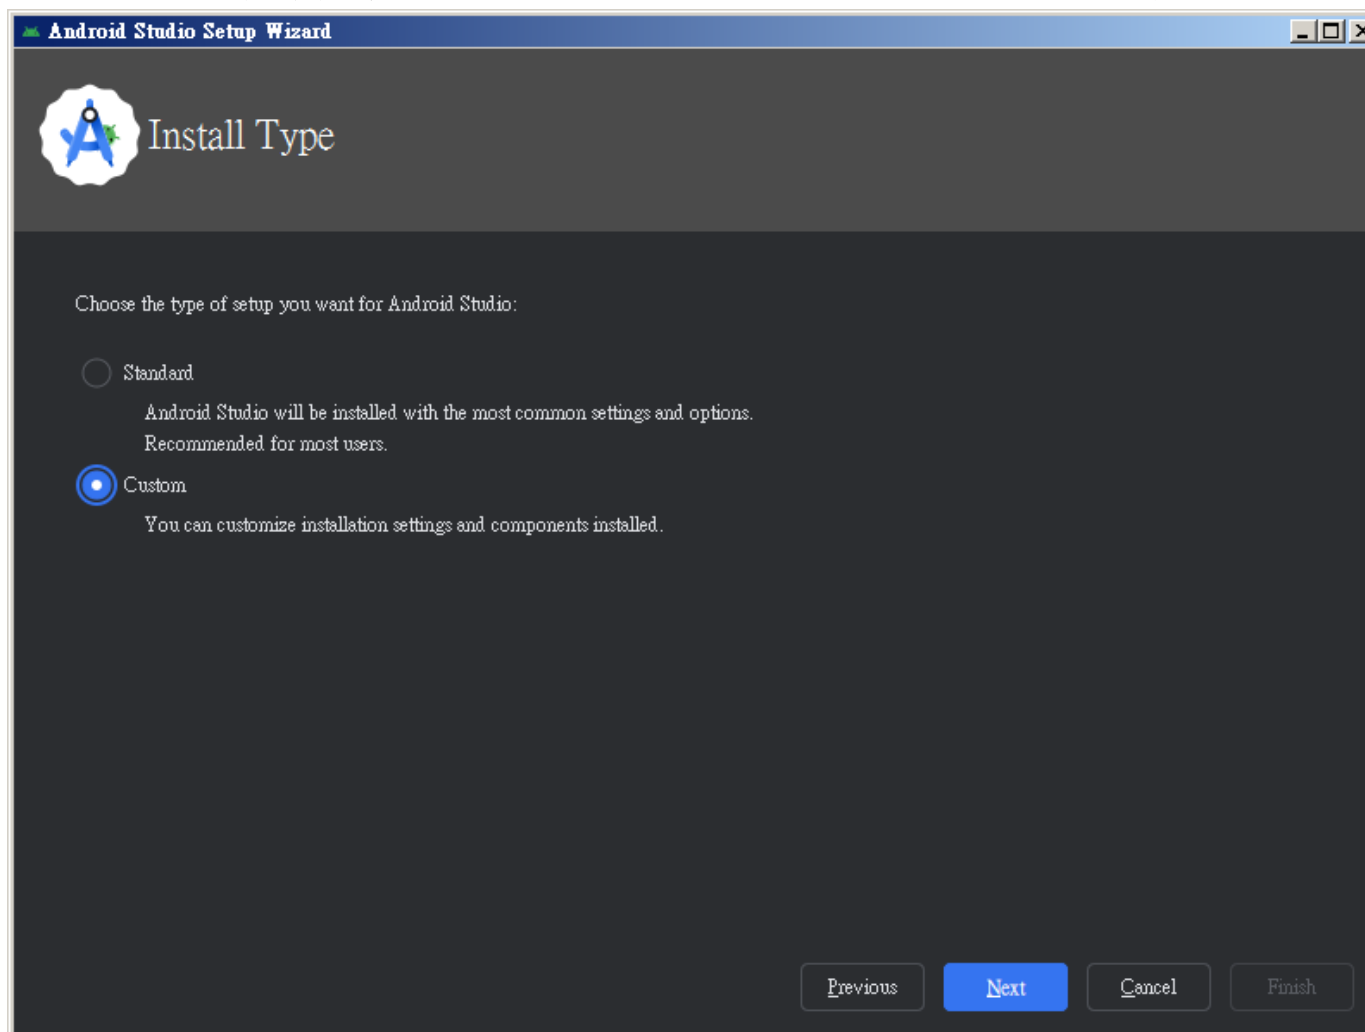 Android Studio Setup Wizard
Install Type
Choose the type of setup you want for Android Studio:
Standard
Android Studio will be installed with the most common settings and options.
Recommended for most users.
Custom
You can customize installation settings and components installed.
Previous
Next
Cancel
Finish